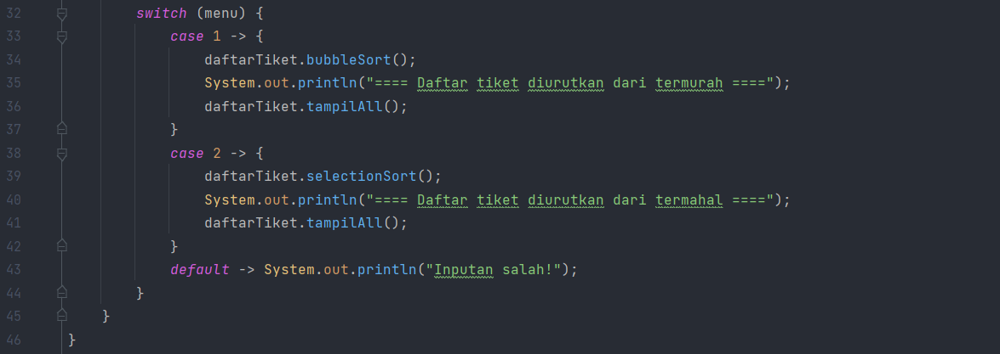 32 switch (menu) {
33 case 1 -> {
34 daftarTiket.bubbleSort();
35 System.out.println("==== Daftar tiket diurutkan dari termurah ====");
36 daftarTiket.tampilAll();
37 }
38 case 2 -> {
39 daftarTiket.selectionSort();
40 System.out.println("==== Daftar tiket diurutkan dari termahal ====");
41 daftarTiket.tampilAll();
42 }
43 default -> System.out.println("Inputan salah!");
44 }
45 }
46 }